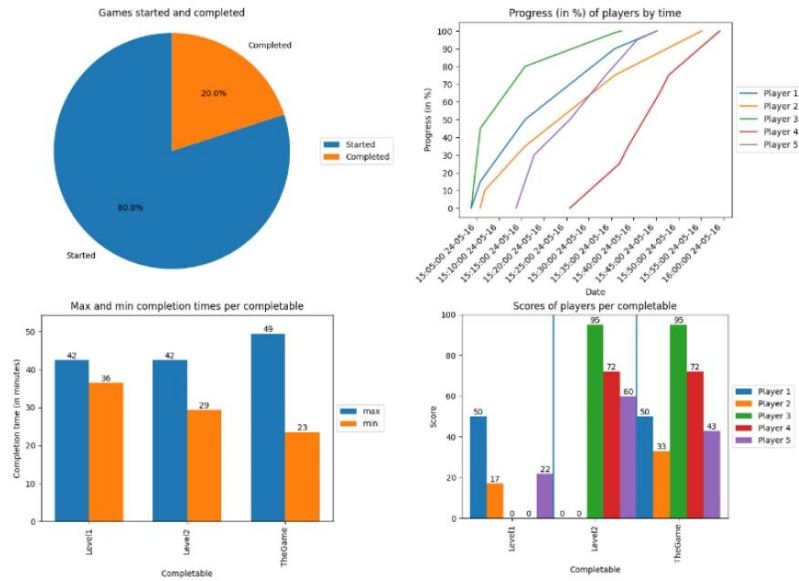 Games started and completed
Completed
20.0%
80.0%
Started
Started
Completed
Progress (in %) of players by time
Progress (in %)
100
90
80
70
60
50
40
30
20
10
0
15:05:00 24-05-16
15:10:00 24-05-16
15:15:00 24-05-16
15:20:00 24-05-16
15:25:00 24-05-16
15:30:00 24-05-16
15:35:00 24-05-16
15:40:00 24-05-16
15:45:00 24-05-16
15:50:00 24-05-16
15:55:00 24-05-16
16:00:00 24-05-16
Date
Player 1
Player 2
Player 3
Player 4
Player 5
Max and min completion times per completable
Completion time (in minutes)
50
40
30
20
10
0
42
36
42
29
49
23
Level1
Level2
TheGame
Completable
max
min
Scores of players per completable
Score
100
80
60
40
20
0
50
17
0
0
22
0
0
95
72
60
50
33
95
72
43
Level1
Level2
TheGame
Completable
Player 1
Player 2
Player 3
Player 4
Player 5